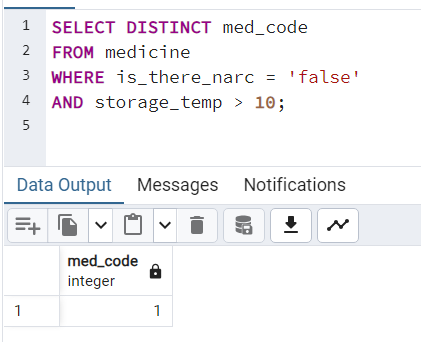 1 SELECT DISTINCT med_code
2 FROM medicine
3 WHERE is_there_narc = 'false'
4 AND storage_temp > 10;
5
Data Output Messages Notifications
med_code
integer
1 1